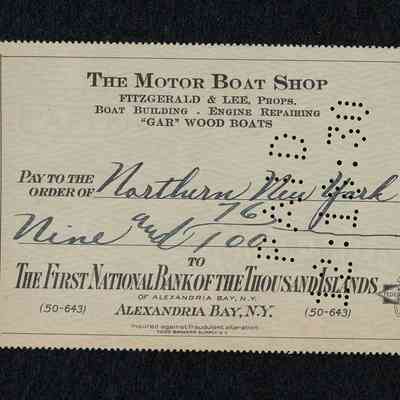 THE MOTOR BOAT SHOP
FITZGERALD & LEE, PROPS.
BOAT BUILDING - ENGINE REPAIRING
"GAR" WOOD BOATS
PAY TO THE
ORDER OF Northern New York
Nine and 76/100
TO
THE FIRST NATIONAL BANK OF THE THOUSAND ISLANDS
OF ALEXANDRIA BAY, N.Y.
(50-643) ALEXANDRIA BAY, N.Y. (50-643)
Insured against fraudulent alteration
PAID